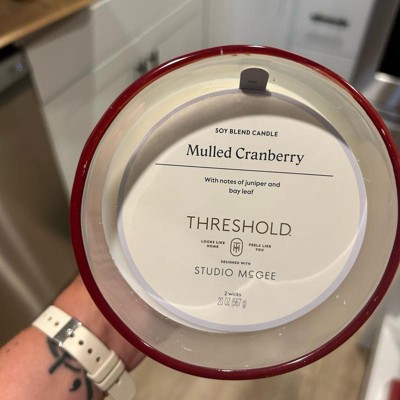 SOY BLEND CANDLE
Mulled Cranberry
With notes of juniper and
bay leaf
THRESHOLD.
LOOKS LIKE FEELS LIKE
HOME YOU
DESIGNED WITH
STUDIO McGEE
2 wicks
20 OZ (567 g)